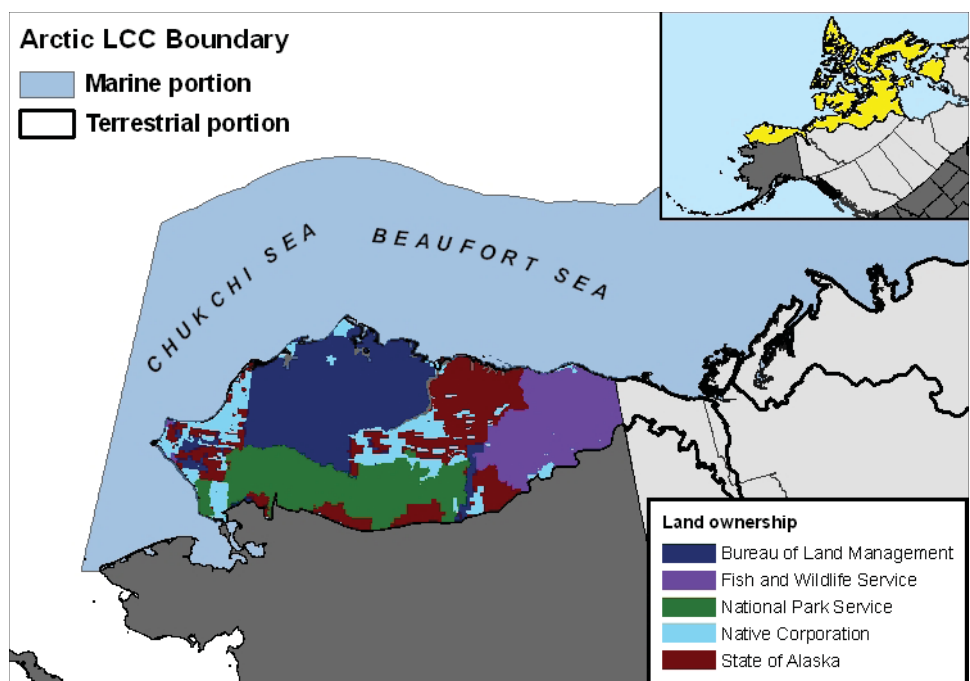 Arctic LCC Boundary
Marine portion
Terrestrial portion
CHUKCHI SEA
BEAUFORT SEA
Land ownership
Bureau of Land Management
Fish and Wildlife Service
National Park Service
Native Corporation
State of Alaska